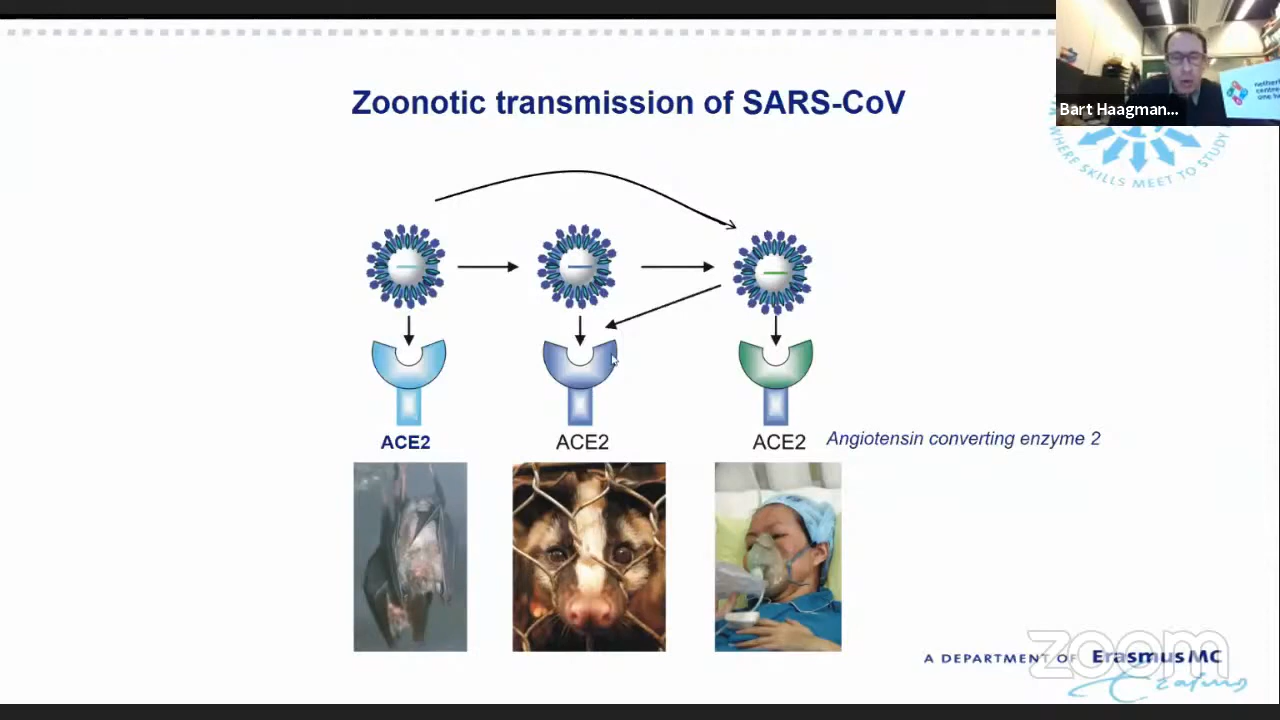 Zoonotic transmission of SARS-CoV
Bart Haagman...
WHERE SKILLS MEET TO STUDY
ACE2
ACE2
ACE2
Angiotensin converting enzyme 2
A DEPARTMENT OF Erasmus MC
Erasmus
zoom